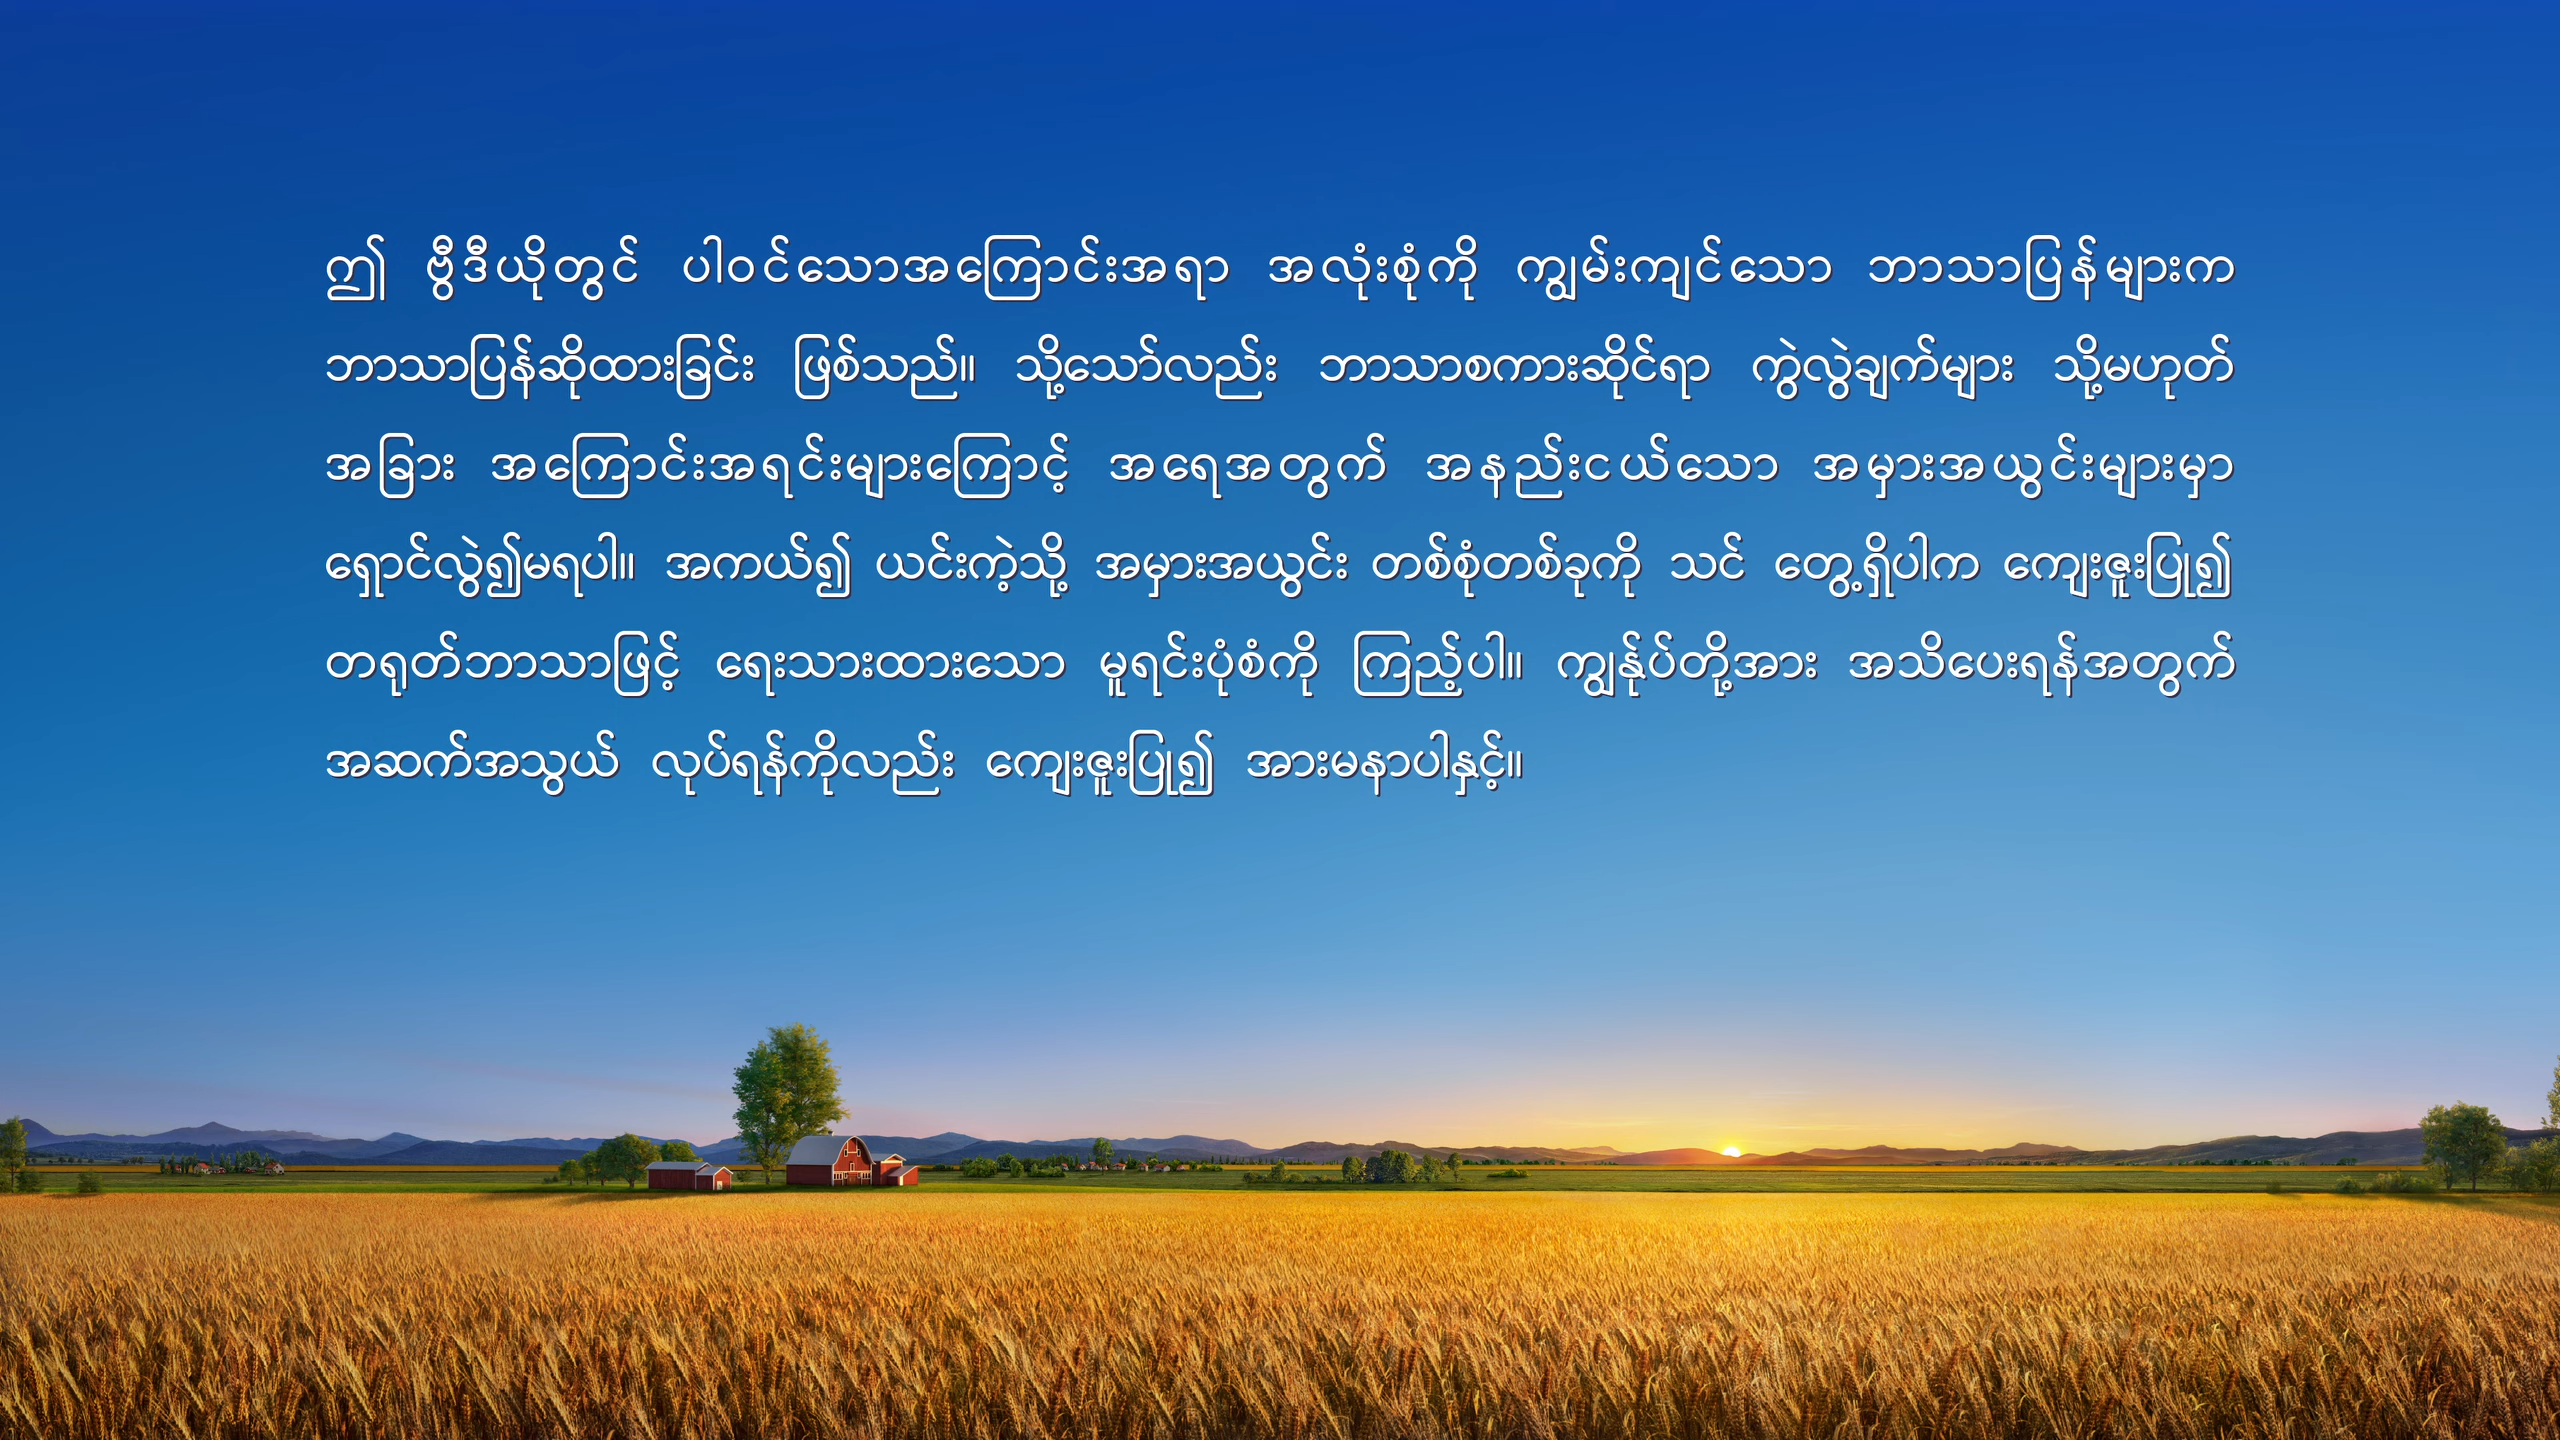 ဤ ဗွီဒီယိုတွင် ပါဝင်သောအကြောင်းအရာ အလုံးစုံကို ကျွမ်းကျင်သော ဘာသာပြန်များက
ဘာသာပြန်ဆိုထားခြင်း ဖြစ်သည်။ သို့သော်လည်း ဘာသာစကားဆိုင်ရာ ကွဲလွဲချက်များ သို့မဟုတ်
အခြား အကြောင်းအရင်းများကြောင့် အရေအတွက် အနည်းငယ်သော အမှားအယွင်းများမှာ
ရှောင်လွဲ၍မရပါ။ အကယ်၍ ယင်းကဲ့သို့ အမှားအယွင်း တစ်စုံတစ်ခုကို သင် တွေ့ရှိပါက ကျေးဇူးပြု၍
တရုတ်ဘာသာဖြင့် ရေးသားထားသော မူရင်းပုံစံကို ကြည့်ပါ။ ကျွန်ုပ်တို့အား အသိပေးရန်အတွက်
အဆက်အသွယ် လုပ်ရန်ကိုလည်း ကျေးဇူးပြု၍ အားမနာပါနှင့်။